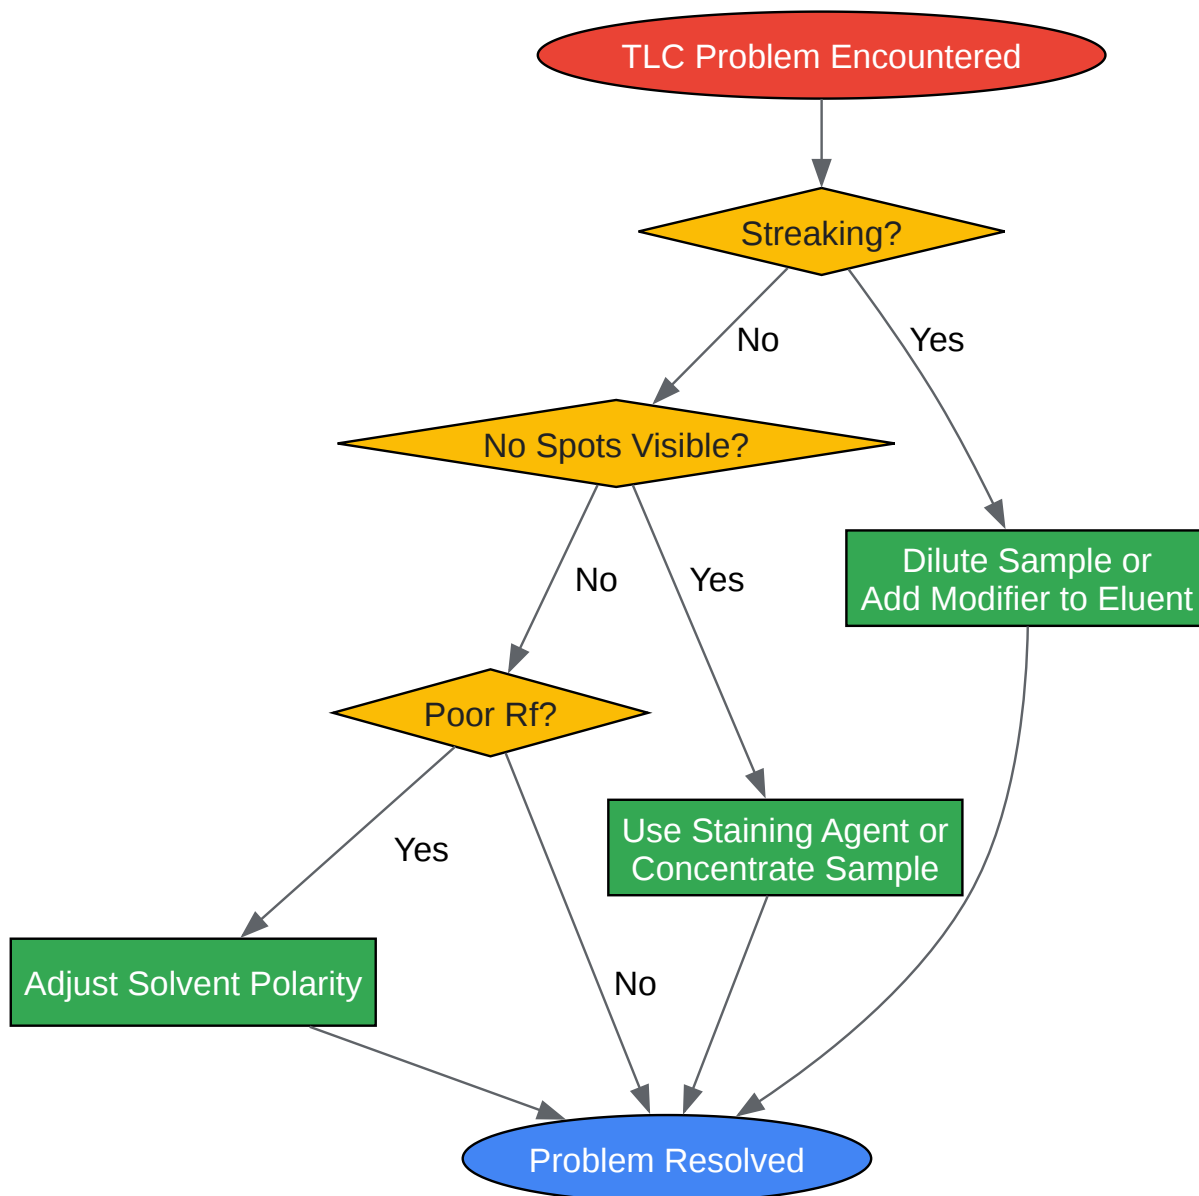 TLC Problem Encountered
Streaking?
No
Yes
No Spots Visible?
No
Yes
Dilute Sample or
Add Modifier to Eluent
Poor Rf?
Yes
Use Staining Agent or
Concentrate Sample
Adjust Solvent Polarity
No
Problem Resolved